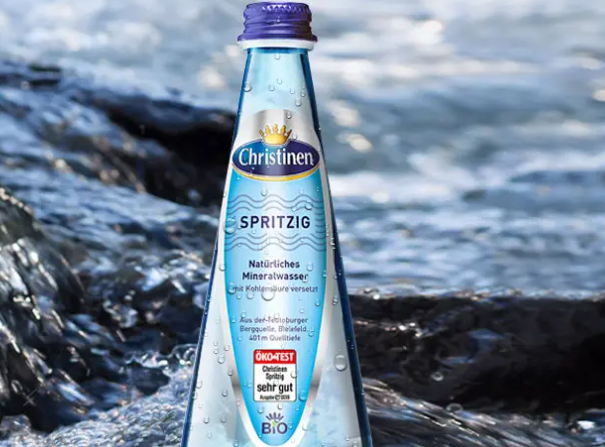 Christinen
SPRITZIG
Natürliches
Mineralwasser
mit Kohlensäure versetzt
Aus der Teutoburger
Bergquelle, Bielefeld
401m Quelltiefe
ÖKO-TEST
Christinen
Spritzig
sehr gut
BiO